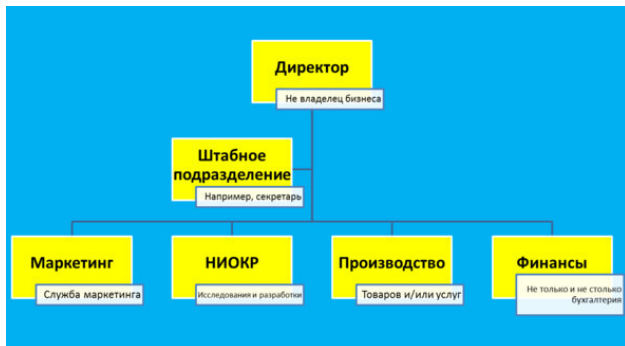 Директор
Не владелец бизнеса
Штабное
подразделение
Например, секретарь
Маркетинг
Служба маркетинга
НИОКР
Исследования и разработки
Производство
Товаров и/или услуг
Финансы
Не только и не столько
бухгалтерия